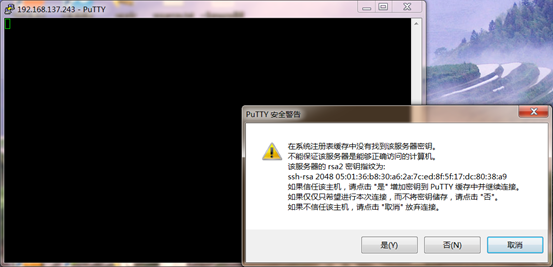 192.168.137.243 - PuTTY
PuTTY 安全警告
在系统注册表缓存中没有找到该服务器密钥。
不能保证该服务器是能够正确访问的计算机。
该服务器的 rsa2 密钥指纹为:
ssh-rsa 2048 05:01:36:b8:30:a6:2a:7c:ed:8f:5f:17:dc:80:38:a9
如果信任该主机，请点击 "是" 增加密钥到 PuTTY 缓存中并继续连接。
如果仅仅只希望进行本次连接，而不将密钥储存，请点击 "否"。
如果不信任该主机，请点击 "取消" 放弃连接。
是(Y)
否(N)
取消